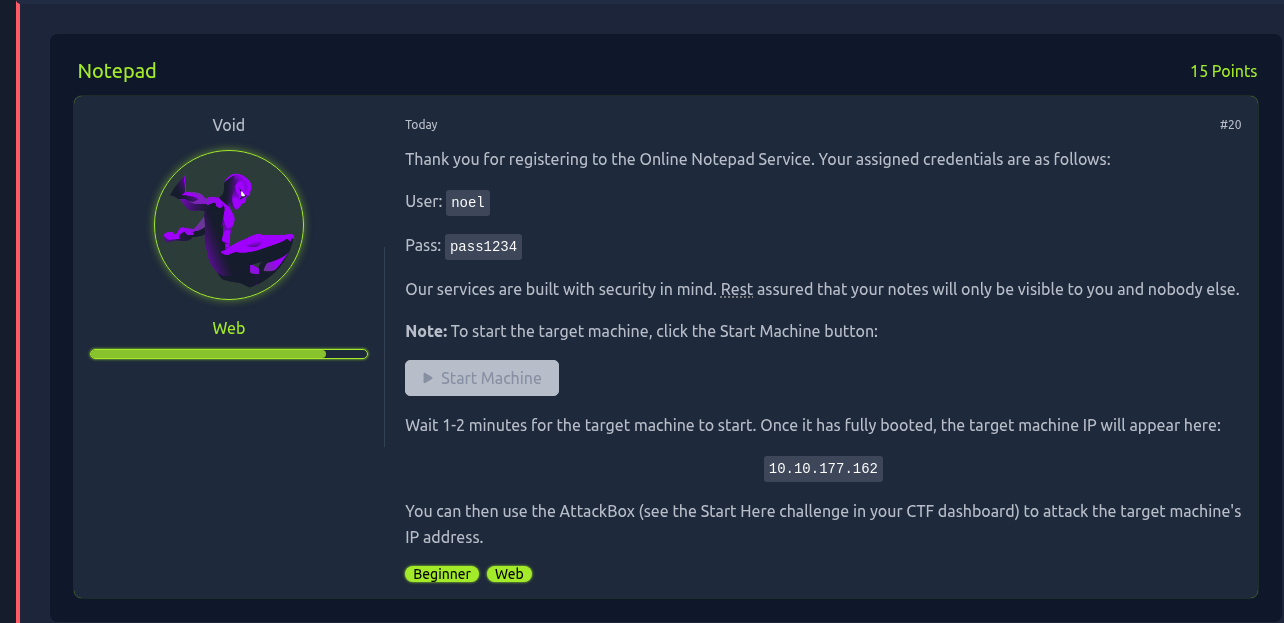 Notepad
15 Points
Void
Web
Today
#20
Thank you for registering to the Online Notepad Service. Your assigned credentials are as follows:
User: noel
Pass: pass1234
Our services are built with security in mind. Rest assured that your notes will only be visible to you and nobody else.
Note: To start the target machine, click the Start Machine button:
Start Machine
Wait 1-2 minutes for the target machine to start. Once it has fully booted, the target machine IP will appear here:
10.10.177.162
You can then use the AttackBox (see the Start Here challenge in your CTF dashboard) to attack the target machine's
IP address.
Beginner Web